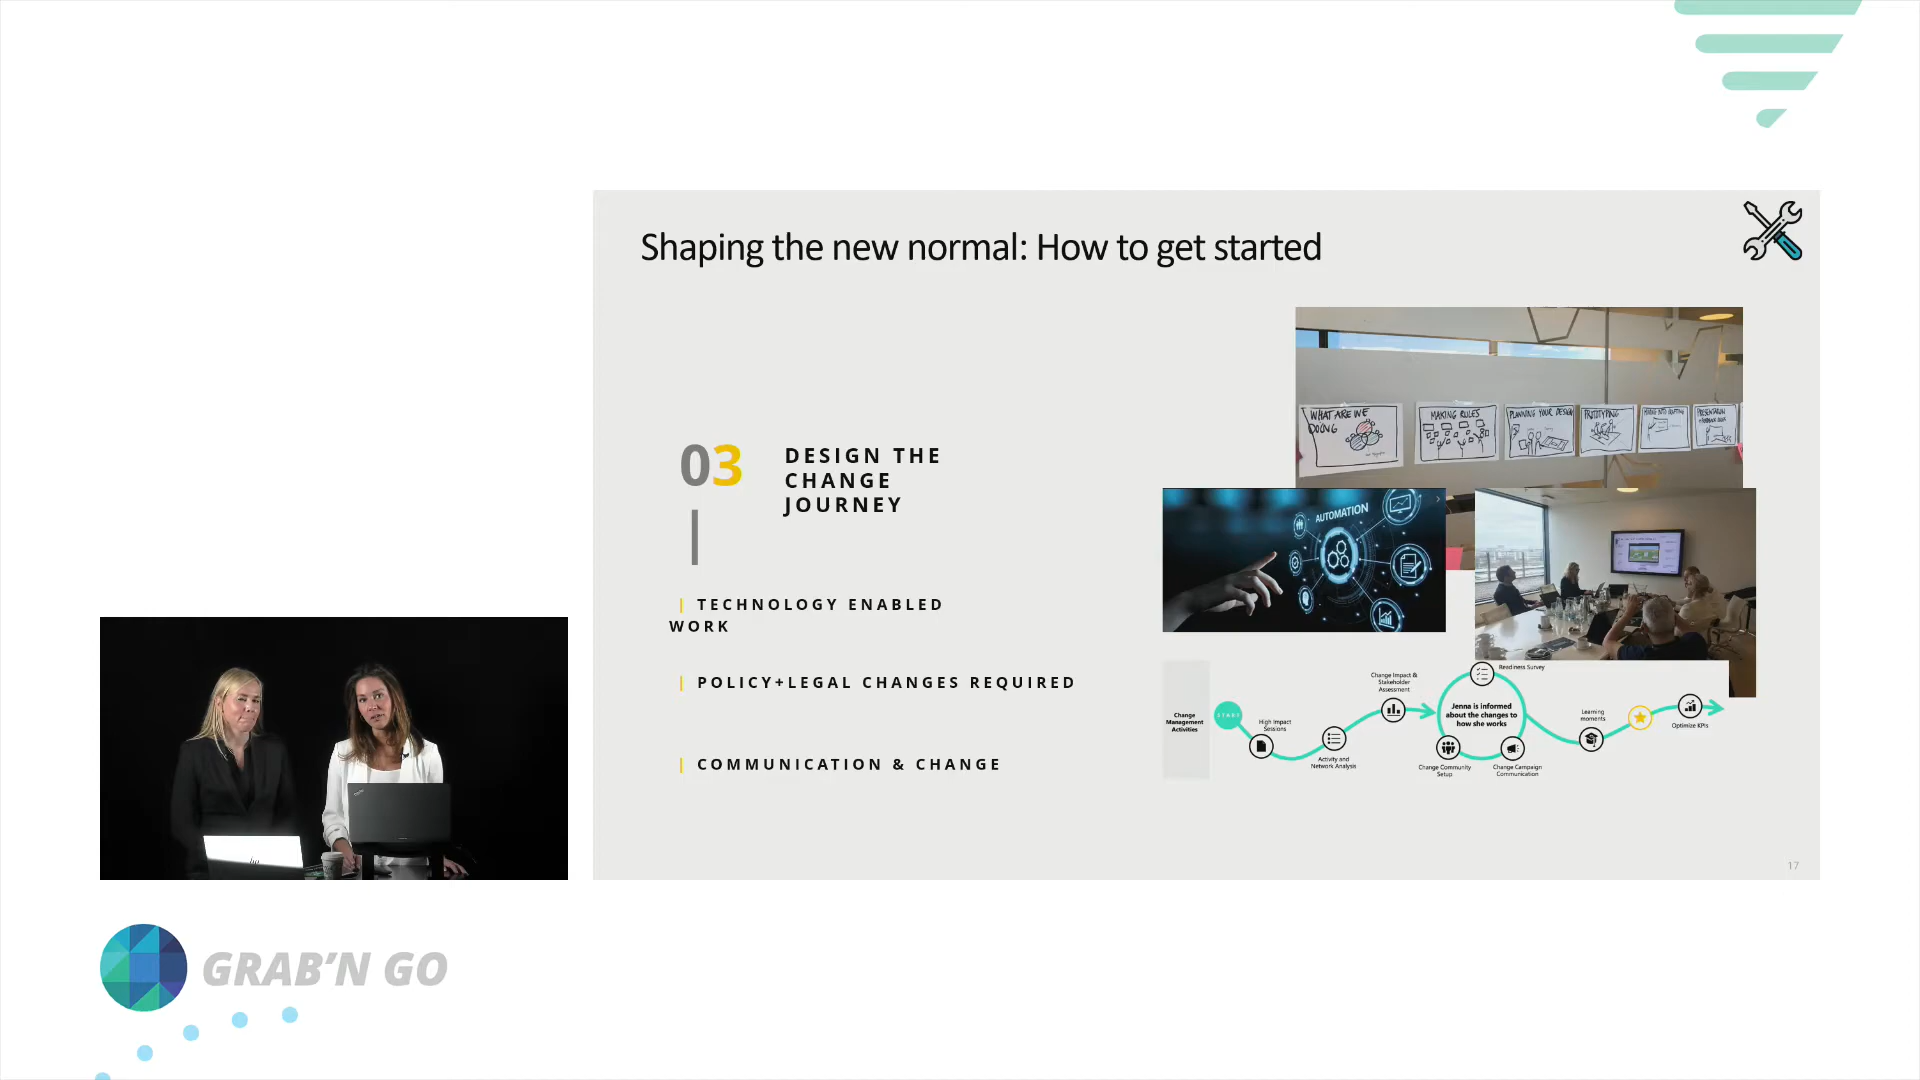 Shaping the new normal: How to get started
03
DESIGN THE
CHANGE
JOURNEY
| TECHNOLOGY ENABLED
WORK
| POLICY+LEGAL CHANGES REQUIRED
| COMMUNICATION & CHANGE
WHAT ARE WE
DOING
MAKING RULES
PLANNING YOUR DESIGN
PROTOTYPING
PRESENTATION
AUTOMATION
Change
Management
Activities
START
High Impact
Sessions
Activity and
Network Analysis
Change Impact &
Stakeholder
Assessment
Readiness Survey
Jenna is informed
about the changes to
how she works
Change Community
Setup
Change Campaign
Communication
Learning
moments
Optimize KPIs
17
hp
GRAB'N GO